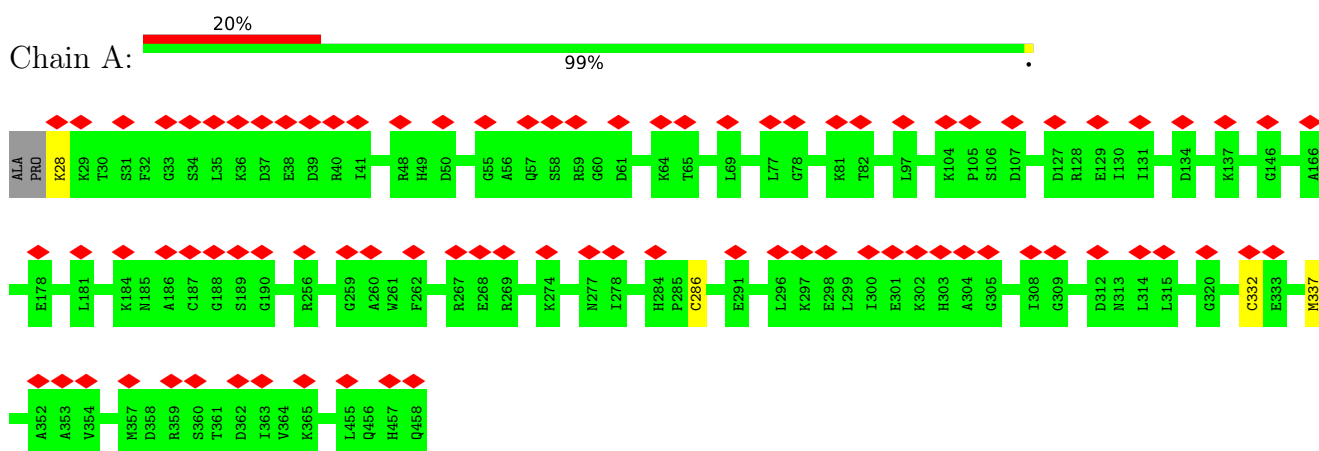 20%
Chain A:
99%
.
ALA PRO K28 K29 T30 S31 F32 G33 S34 L35 K36 D37 E38 D39 R40 I41 R48 H49 D50 G55 A56 Q57 S58 R59 G60 D61 K64 T65 L69 L77 G78 K81 T82 L97 K104 P105 S106 D107 D127 R128 E129 I130 I131 D134 K137 G146 A166
E178 L181 K184 N185 A186 C187 G188 S189 G190 R256 G259 A260 W261 F262 R267 E268 R269 K274 N277 I278 H284 P285 C286 E291 L296 K297 E298 L299 I300 E301 K302 H303 A304 G305 I308 G309 D312 N313 L314 L315 G320 C332 E333 M337
A352 A353 V354 M357 D358 R359 S360 T361 D362 I363 V364 K365 L455 Q456 H457 Q458